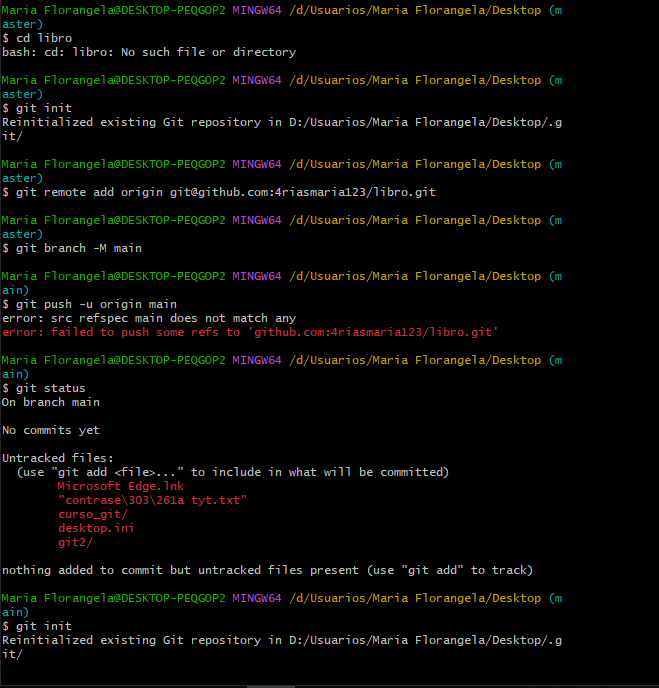 Maria Florangela@DESKTOP-PEQGOP2 MINGW64 /d/Usuarios/Maria Florangela/Desktop (m
aster)
$ cd libro
bash: cd: libro: No such file or directory
Maria Florangela@DESKTOP-PEQGOP2 MINGW64 /d/Usuarios/Maria Florangela/Desktop (m
aster)
$ git init
Reinitialized existing Git repository in D:/Usuarios/Maria Florangela/Desktop/.g
it/
Maria Florangela@DESKTOP-PEQGOP2 MINGW64 /d/Usuarios/Maria Florangela/Desktop (m
aster)
$ git remote add origin git@github.com:4riasmaria123/libro.git
Maria Florangela@DESKTOP-PEQGOP2 MINGW64 /d/Usuarios/Maria Florangela/Desktop (m
aster)
$ git branch -M main
Maria Florangela@DESKTOP-PEQGOP2 MINGW64 /d/Usuarios/Maria Florangela/Desktop (m
ain)
$ git push -u origin main
error: src refspec main does not match any
error: failed to push some refs to 'github.com:4riasmaria123/libro.git'
Maria Florangela@DESKTOP-PEQGOP2 MINGW64 /d/Usuarios/Maria Florangela/Desktop (m
ain)
$ git status
On branch main
No commits yet
Untracked files:
  (use "git add <file>..." to include in what will be committed)
        Microsoft Edge.lnk
        "contrase\303\261a tyt.txt"
        curso_git/
        desktop.ini
        git2/
nothing added to commit but untracked files present (use "git add" to track)
Maria Florangela@DESKTOP-PEQGOP2 MINGW64 /d/Usuarios/Maria Florangela/Desktop (m
ain)
$ git init
Reinitialized existing Git repository in D:/Usuarios/Maria Florangela/Desktop/.g
it/